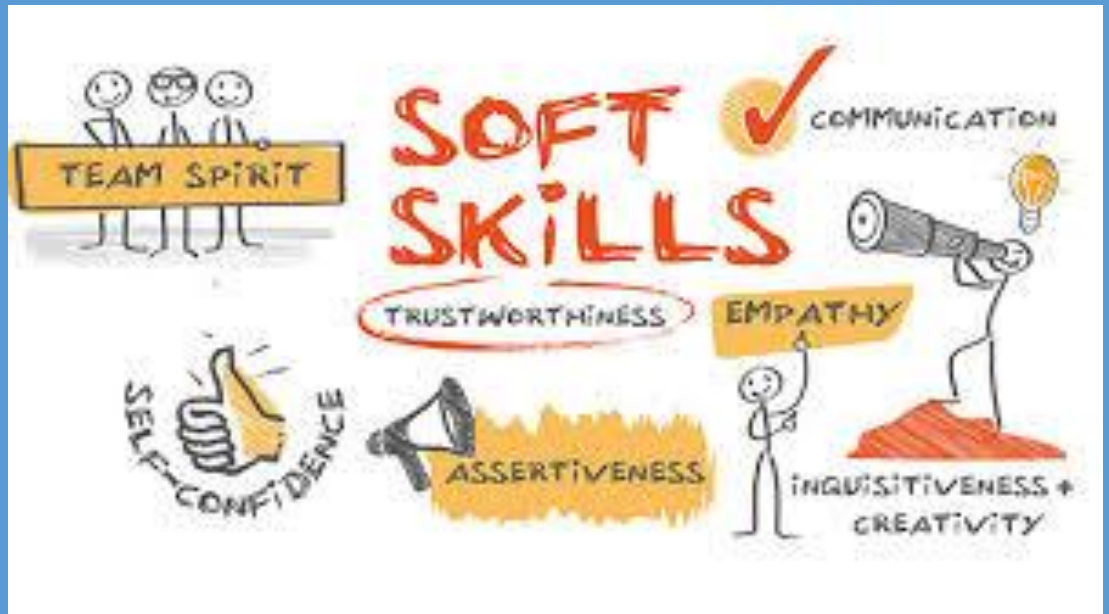 TEAM SPiRiT
SOFT
SKiLLS
COMMUNiCATiON
TRUSTWORTHiNESS
EMPATHY
SELF-CONFiDENCE
ASSERTiVENESS
iNQUiSiTiVENESS +
CREATiViTY